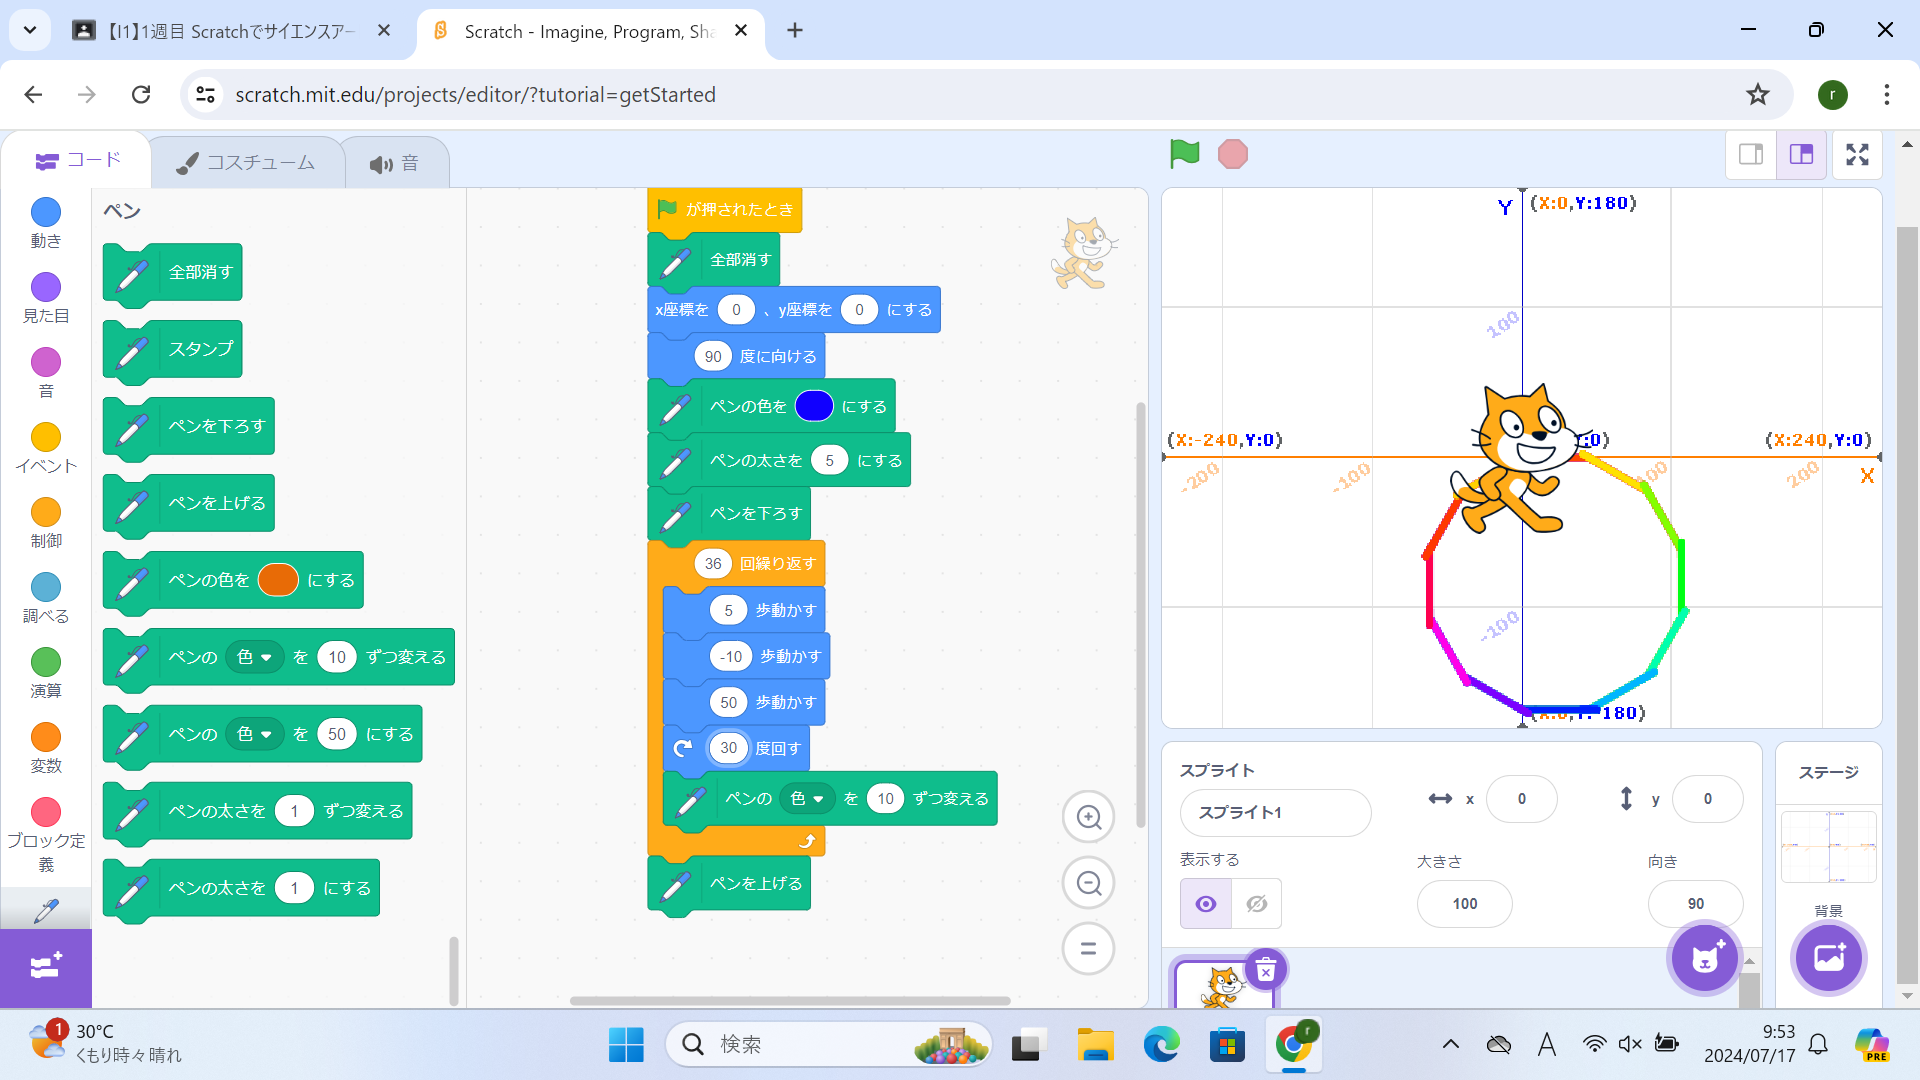 【I1】1週目 Scratchでサイエンスアー
Scratch - Imagine, Program, Sha
scratch.mit.edu/projects/editor/?tutorial=getStarted
r
コード
コスチューム
音
動き
見た目
音
イベント
制御
調べる
演算
変数
ブロック定
義
ペン
全部消す
スタンプ
ペンを下ろす
ペンを上げる
ペンの色を にする
ペンの 色 を 10 ずつ変える
ペンの 色 を 50 にする
ペンの太さを 1 ずつ変える
ペンの太さを 1 にする
が押されたとき
全部消す
x座標を 0 、y座標を 0 にする
90 度に向ける
ペンの色を にする
ペンの太さを 5 にする
ペンを下ろす
36 回繰り返す
5 歩動かす
-10 歩動かす
50 歩動かす
30 度回す
ペンの 色 を 10 ずつ変える
ペンを上げる
Y (X:0,Y:180)
100
(X:-240,Y:0) :0) (X:240,Y:0)
-200 -100 100 200 X
-100
(X:0,Y:-180)
スプライト
スプライト1
x 0
y 0
表示する
大きさ
100
向き
90
ステージ
背景
1
30°C
くもり時々晴れ
検索
r
A
9:53
2024/07/17
PRE